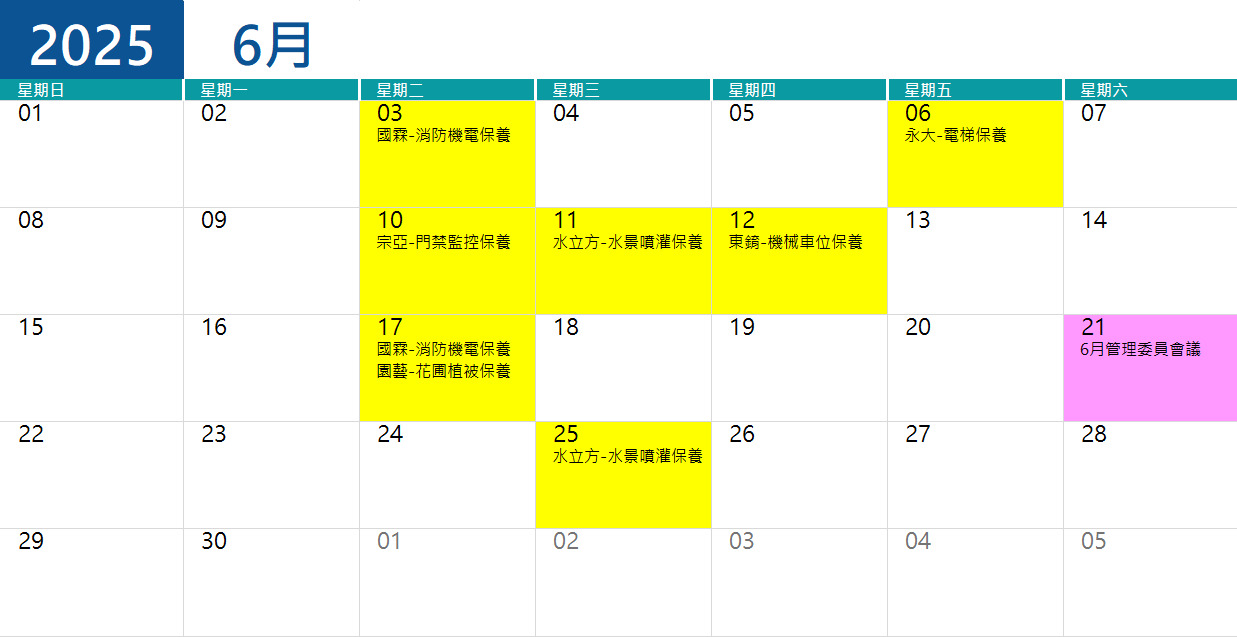 2025 6月
星期日 星期一 星期二 星期三 星期四 星期五 星期六
01 02 03 04 05 06 07
國霖-消防機電保養 永大-電梯保養
08 09 10 11 12 13 14
宗亞-門禁監控保養 水立方-水景噴灌保養 東錡-機械車位保養
15 16 17 18 19 20 21
國霖-消防機電保養 6月管理委員會議
園藝-花圃植被保養
22 23 24 25 26 27 28
水立方-水景噴灌保養
29 30 01 02 03 04 05